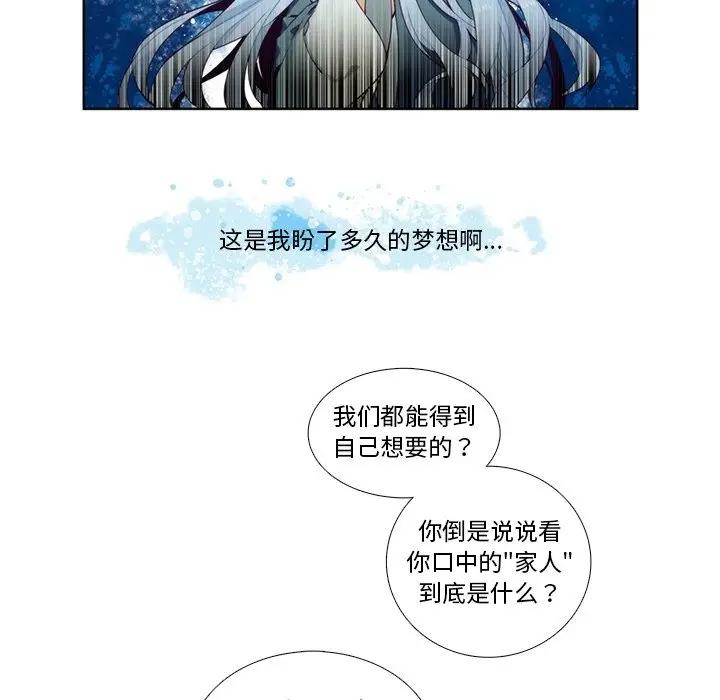 这是我盼了多久的梦想啊...
我们都能得到
自己想要的？
你倒是说说看
你口中的"家人"
到底是什么？